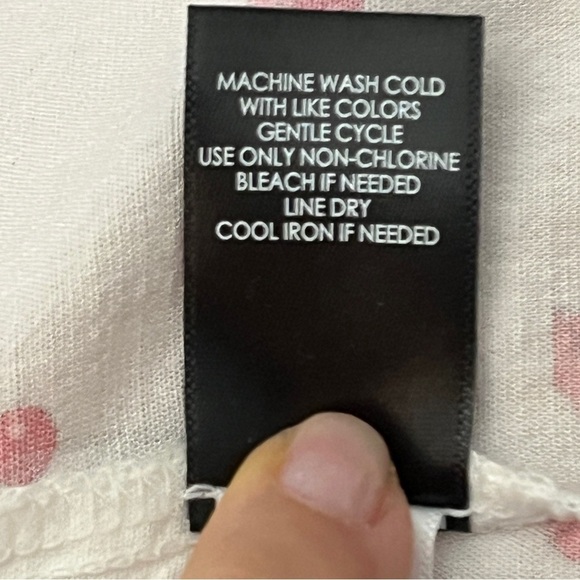 MACHINE WASH COLD
WITH LIKE COLORS
GENTLE CYCLE
USE ONLY NON-CHLORINE
BLEACH IF NEEDED
LINE DRY
COOL IRON IF NEEDED